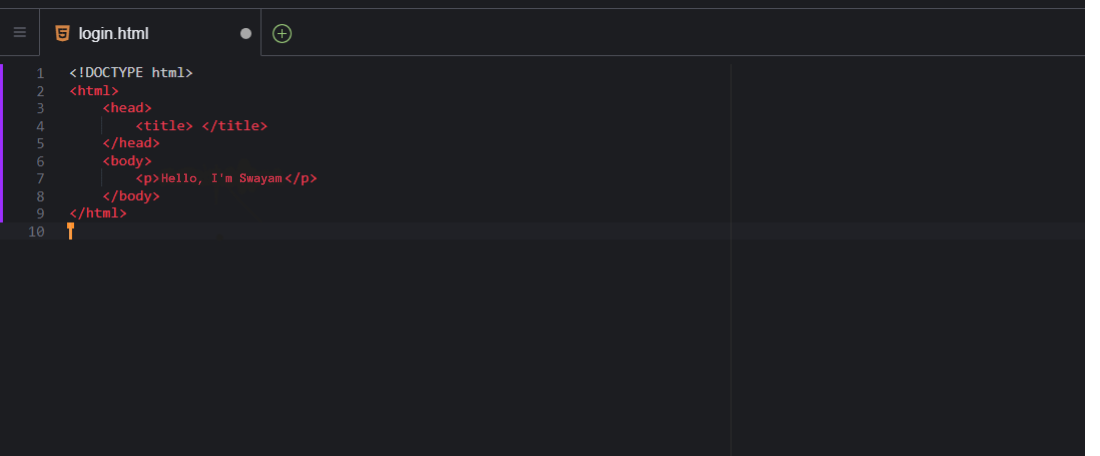 login.html
1 <!DOCTYPE html>
2 <html>
3     <head>
4         <title> </title>
5     </head>
6     <body>
7         <p>Hello, I'm Swayam</p>
8     </body>
9 </html>
10